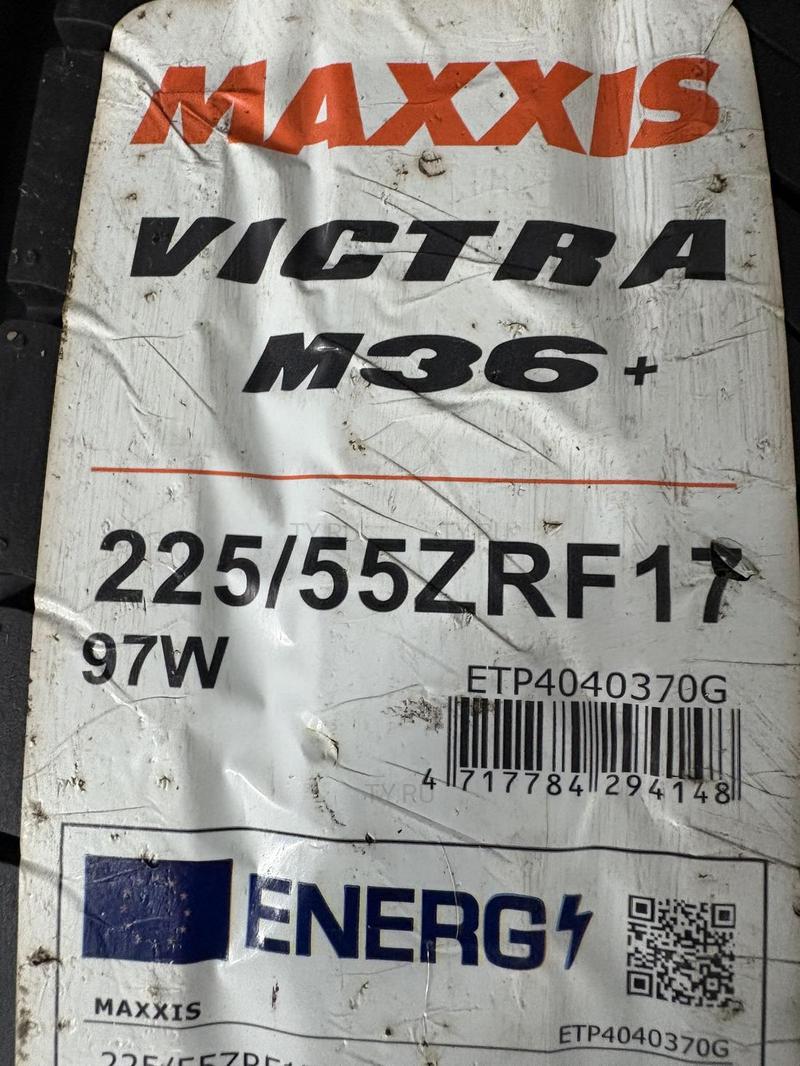 MAXXIS
VICTRA
M36+
225/55ZRF17
97W
ETP4040370G
4 717784 294148
ENERG
MAXXIS
ETP4040370G